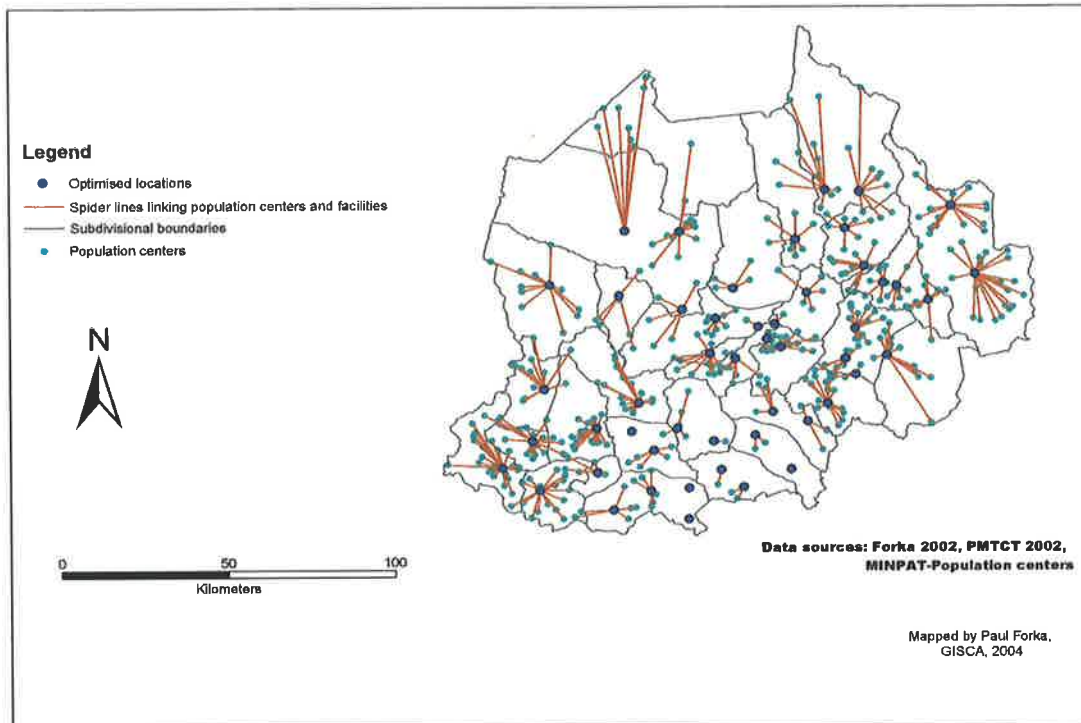 Legend
Optimised locations
Spider lines linking population centers and facilities
Subdivisional boundaries
Population centers
N
0 50 100
Kilometers
Data sources: Forka 2002, PMTCT 2002,
MINPAT-Population centers
Mapped by Paul Forka,
GISCA, 2004